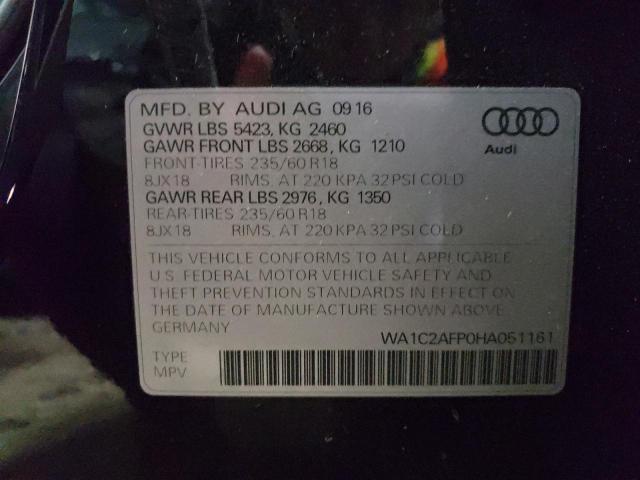 MFD. BY AUDI AG 09 16
GVWR LBS 5423, KG 2460
GAWR FRONT LBS 2668, KG 1210
FRONT-TIRES 235/60 R18
8JX18 RIMS, AT 220 KPA 32 PSI COLD
GAWR REAR LBS 2976, KG 1350
REAR-TIRES 235/60 R18
8JX18 RIMS, AT 220 KPA 32 PSI COLD
Audi
THIS VEHICLE CONFORMS TO ALL APPLICABLE
U.S. FEDERAL MOTOR VEHICLE SAFETY AND
THEFT PREVENTION STANDARDS IN EFFECT ON
THE DATE OF MANUFACTURE SHOWN ABOVE.
GERMANY
WA1C2AFP0HA051161
TYPE
MPV